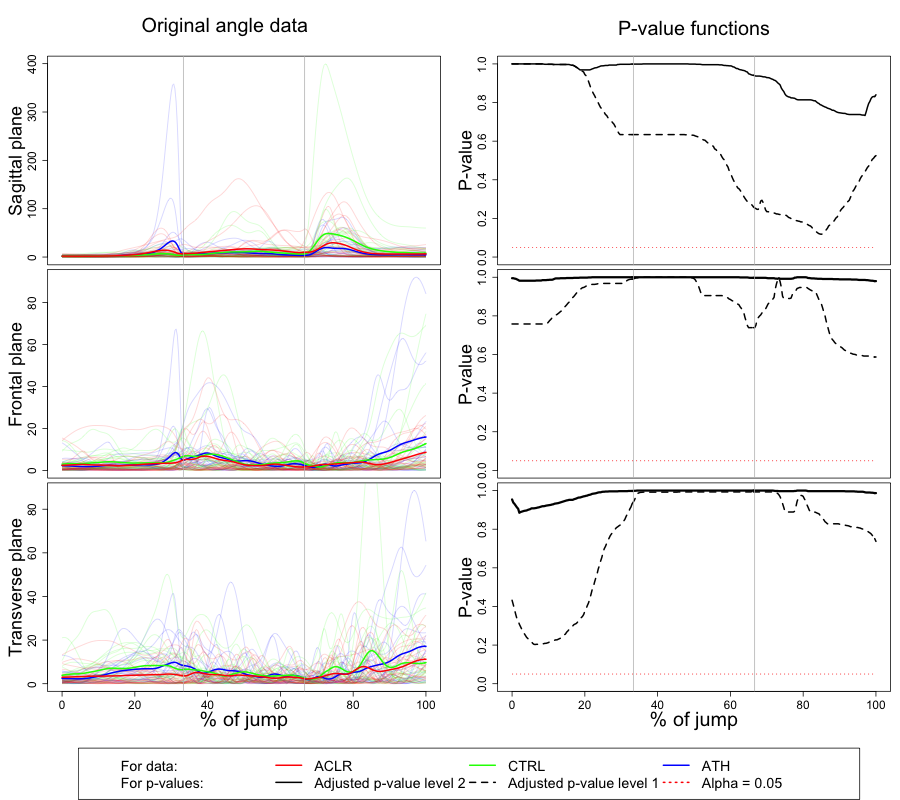 Original angle data
P-value functions
Sagittal plane
0 100 200 300 400
P-value
0.0 0.2 0.4 0.6 0.8 1.0
Frontal plane
0 20 40 60 80
P-value
0.0 0.2 0.4 0.6 0.8 1.0
Transverse plane
0 20 40 60 80
P-value
0.0 0.2 0.4 0.6 0.8 1.0
0 20 40 60 80 100
% of jump
0 20 40 60 80 100
% of jump
For data: ACLR CTRL ATH
For p-values: Adjusted p-value level 2 Adjusted p-value level 1 Alpha = 0.05